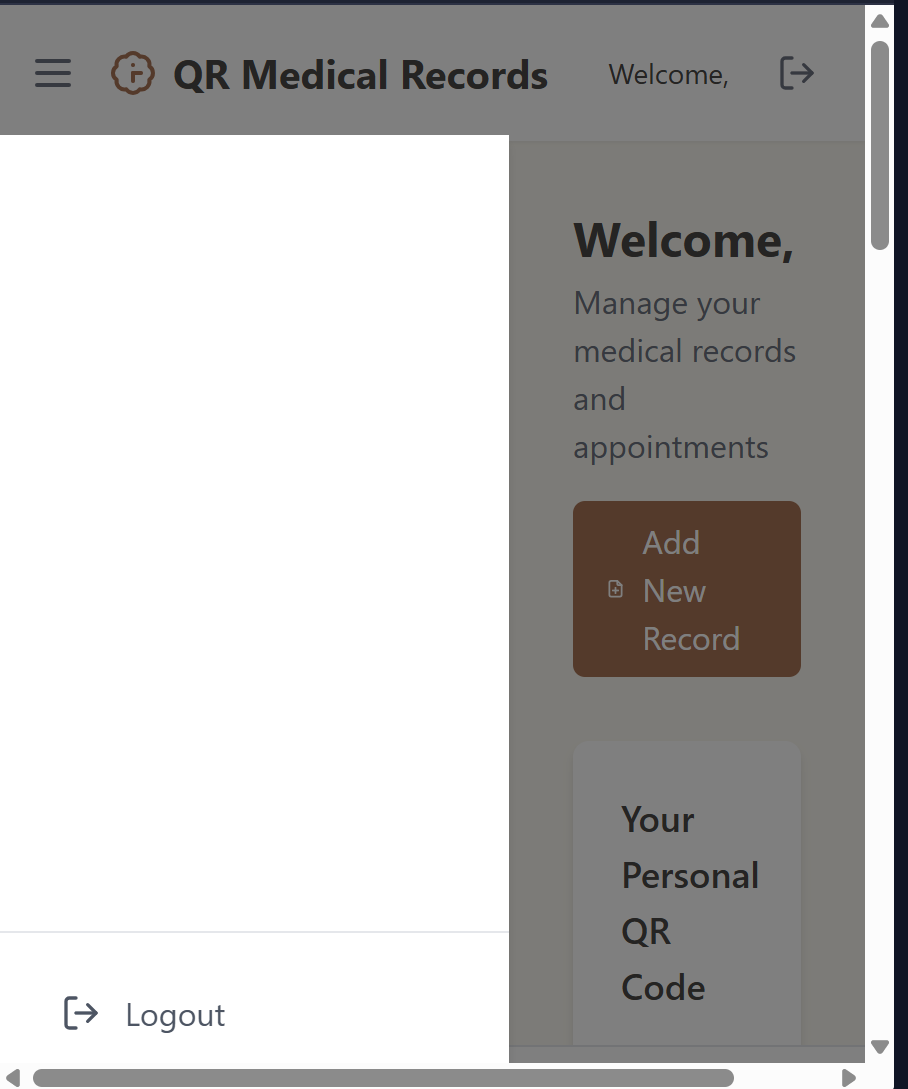 QR Medical Records
Welcome,
Welcome,
Manage your
medical records
and
appointments
Add
New
Record
Your
Personal
QR
Code
Logout